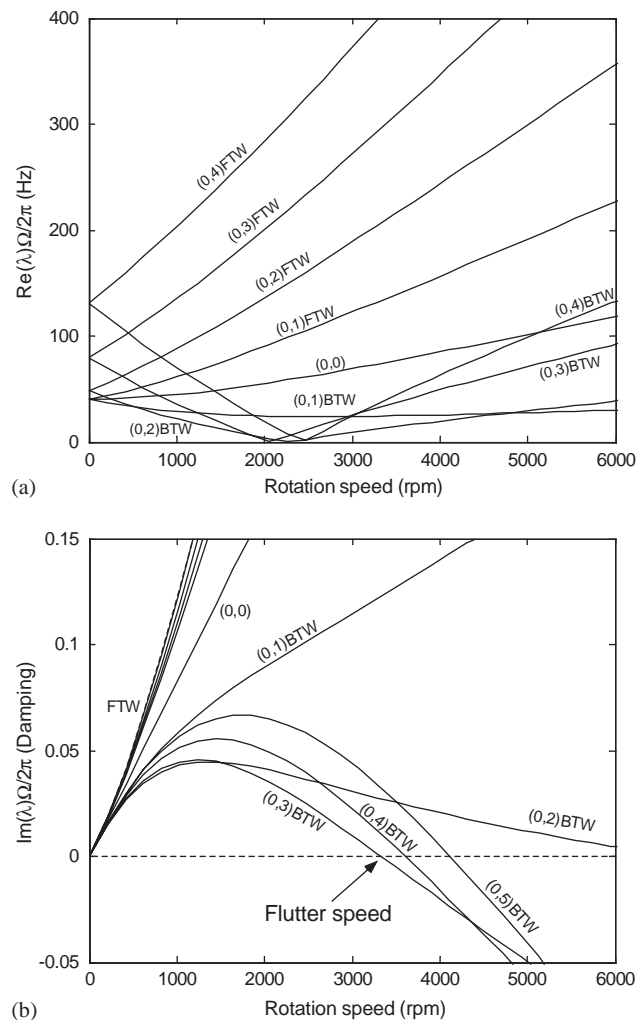 400
300
200
100
0
Re(λ)Ω/2π (Hz)
(0,4)FTW
(0,3)FTW
(0,2)FTW
(0,1)FTW
(0,0)
(0,4)BTW
(0,3)BTW
(0,1)BTW
(0,2)BTW
0 1000 2000 3000 4000 5000 6000
(a) Rotation speed (rpm)
0.15
0.1
0.05
0
-0.05
Im(λ)Ω/2π (Damping)
(0,0)
(0,1)BTW
FTW
(0,2)BTW
(0,3)BTW
(0,4)BTW
(0,5)BTW
Flutter speed
0 1000 2000 3000 4000 5000 6000
(b) Rotation speed (rpm)